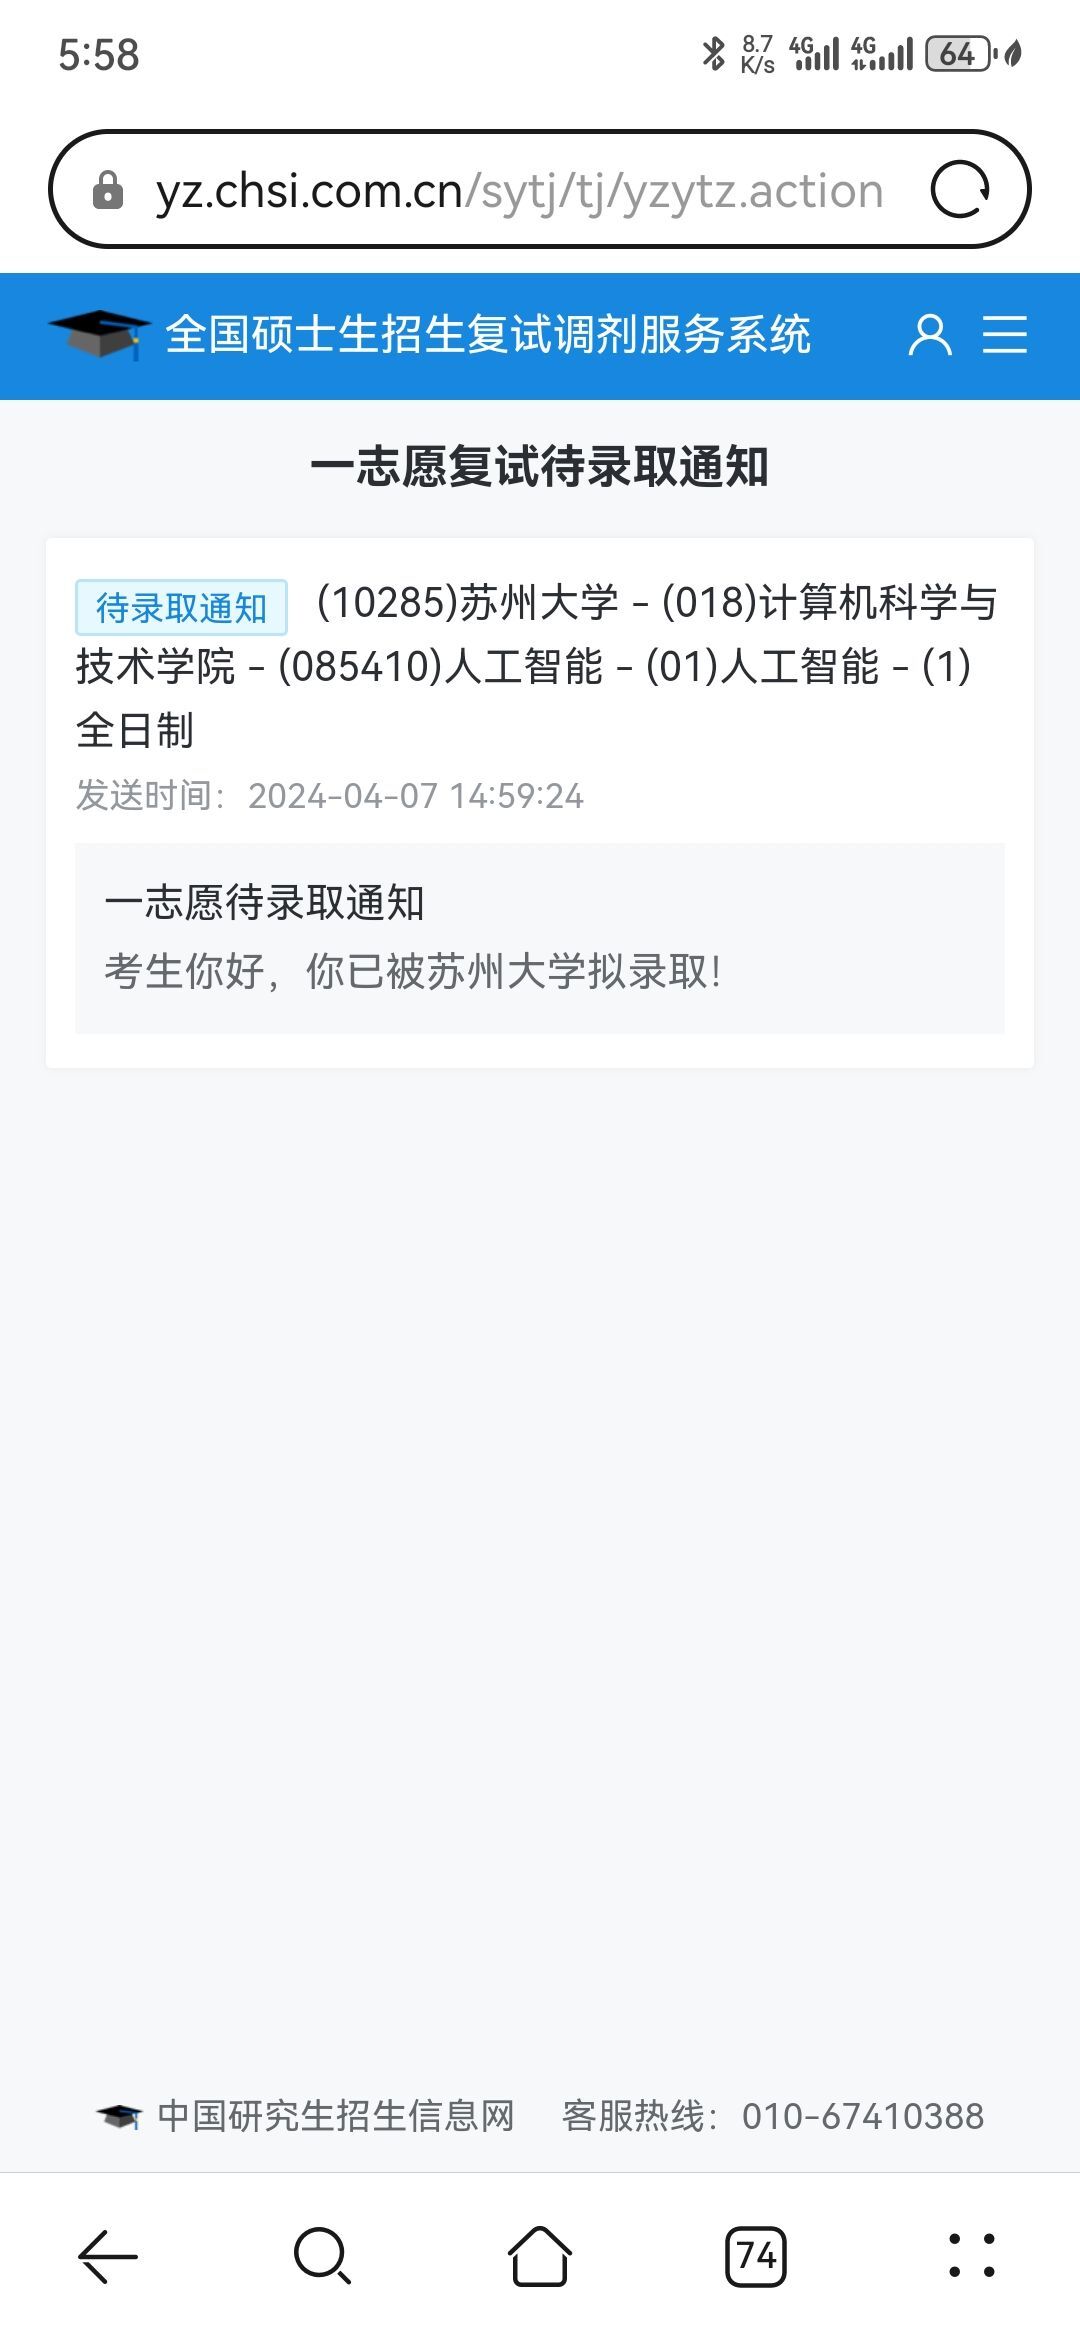 5:58
8.7
K/s
4G
4G
64
yz.chsi.com.cn/sytj/tj/yzytz.action
全国硕士生招生复试调剂服务系统
一志愿复试待录取通知
待录取通知 (10285)苏州大学 - (018)计算机科学与
技术学院 - (085410)人工智能 - (01)人工智能 - (1)
全日制
发送时间：2024-04-07 14:59:24
一志愿待录取通知
考生你好，你已被苏州大学拟录取！
中国研究生招生信息网 客服热线：010-67410388
74